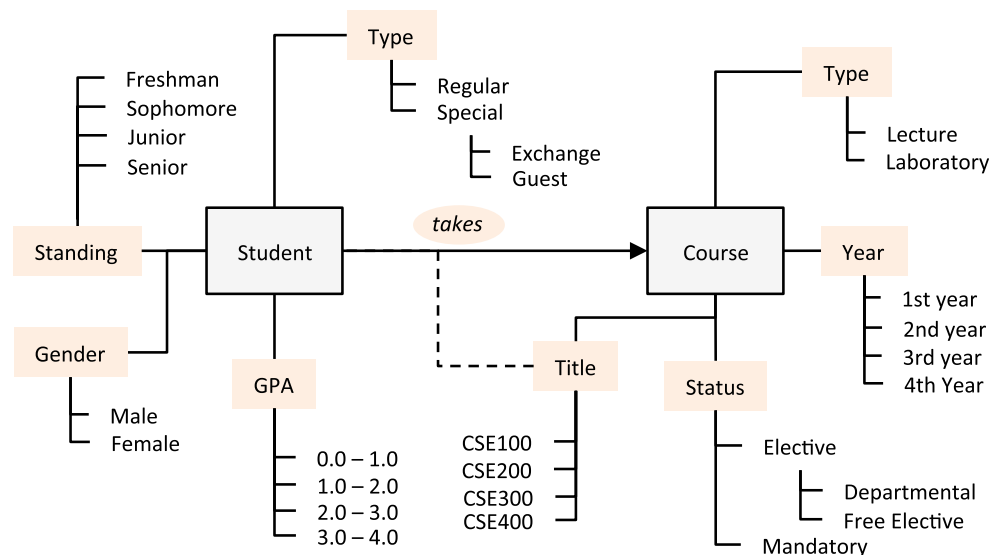 Type
Regular
Special
Exchange
Guest
Freshman
Sophomore
Junior
Senior
Standing
Student
Gender
Male
Female
GPA
0.0 – 1.0
1.0 – 2.0
2.0 – 3.0
3.0 – 4.0
takes
Course
Type
Lecture
Laboratory
Year
1st year
2nd year
3rd year
4th Year
Title
CSE100
CSE200
CSE300
CSE400
Status
Elective
Departmental
Free Elective
Mandatory